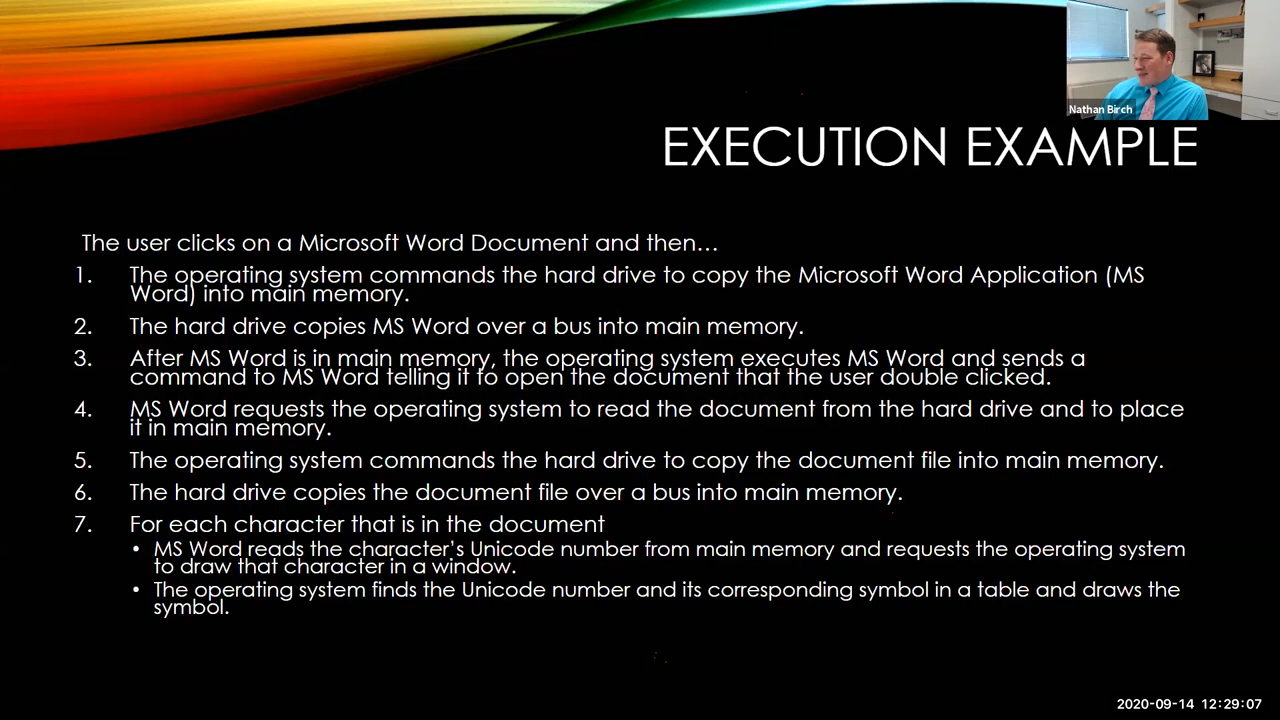 Nathan Birch
EXECUTION EXAMPLE
The user clicks on a Microsoft Word Document and then…
1. The operating system commands the hard drive to copy the Microsoft Word Application (MS
Word) into main memory.
2. The hard drive copies MS Word over a bus into main memory.
3. After MS Word is in main memory, the operating system executes MS Word and sends a
command to MS Word telling it to open the document that the user double clicked.
4. MS Word requests the operating system to read the document from the hard drive and to place
it in main memory.
5. The operating system commands the hard drive to copy the document file into main memory.
6. The hard drive copies the document file over a bus into main memory.
7. For each character that is in the document
• MS Word reads the character’s Unicode number from main memory and requests the operating system
to draw that character in a window.
• The operating system finds the Unicode number and its corresponding symbol in a table and draws the
symbol.
2020-09-14 12:29:07